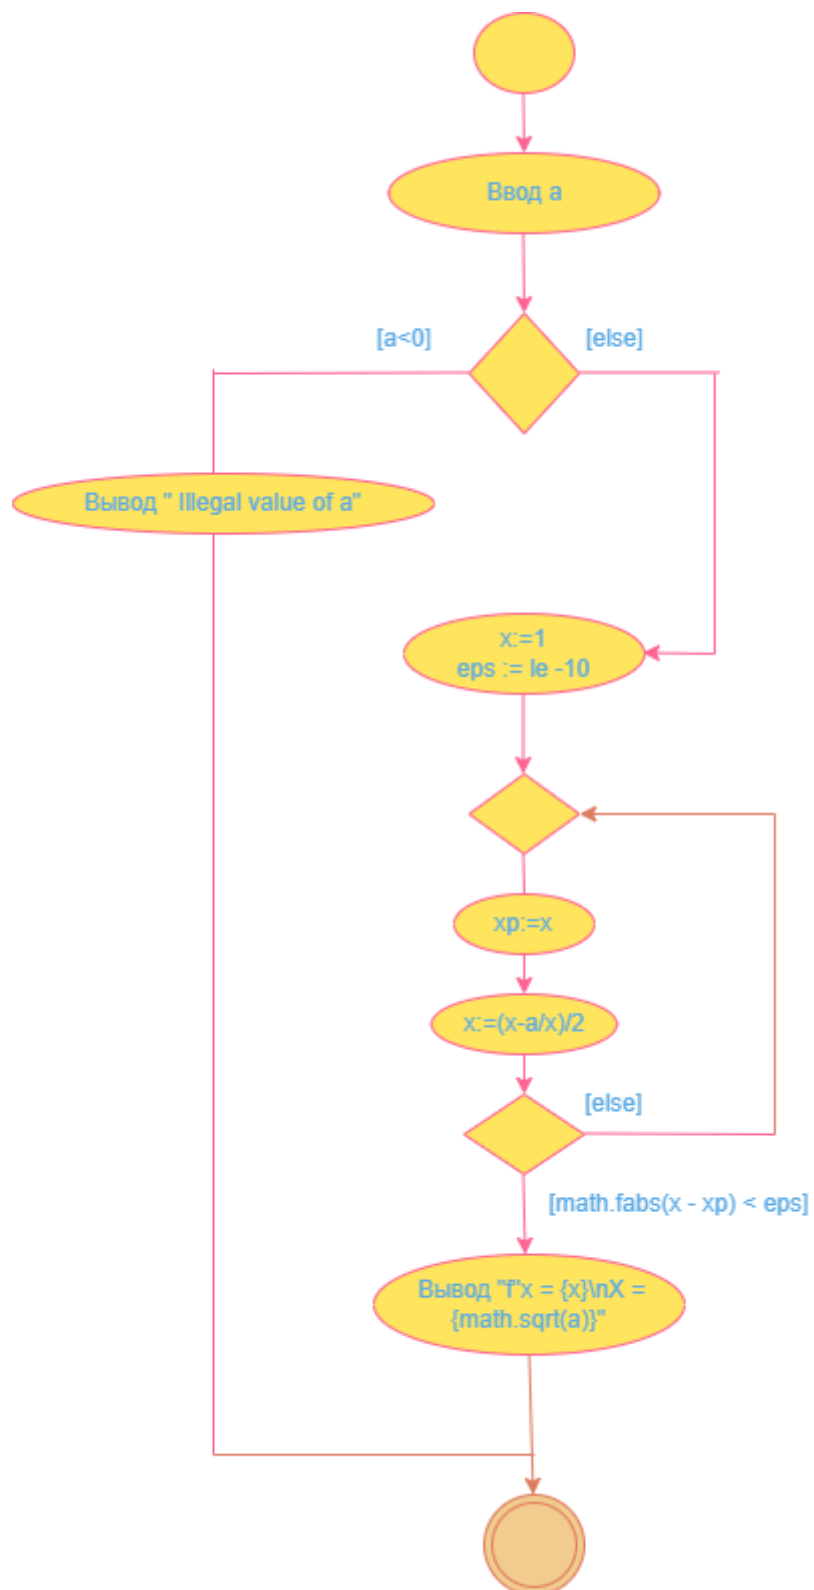 Ввод a
[a<0]
[else]
Вывод " Illegal value of a"
x:=1
eps := le -10
xp:=x
x:=(x-a/x)/2
[else]
[math.fabs(x - xp) < eps]
Вывод "f"x = {x}\nX =
{math.sqrt(a)}"